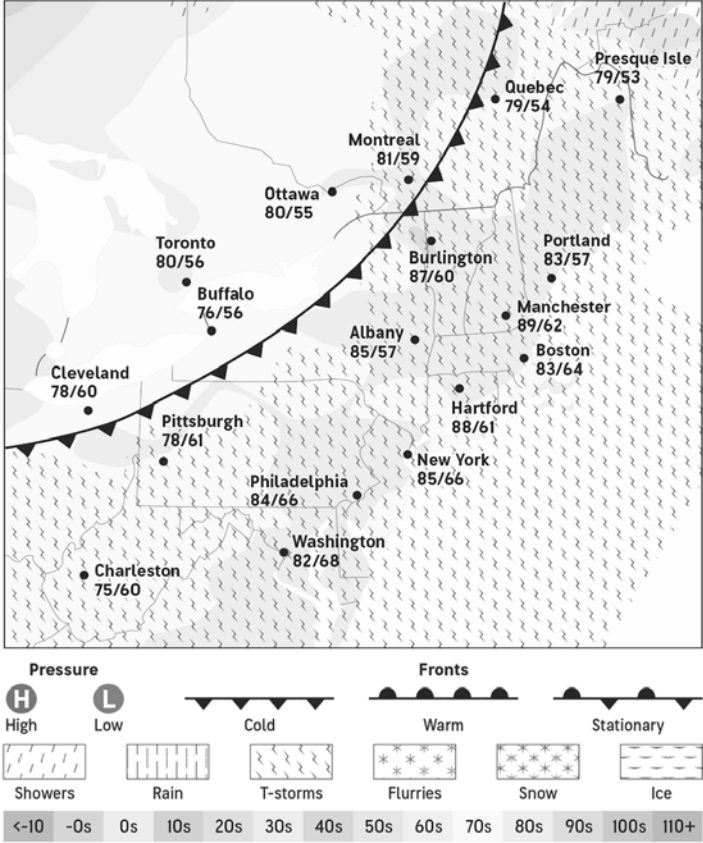 Presque Isle
79/53
Quebec
79/54
Montreal
81/59
Ottawa
80/55
Toronto
80/56
Buffalo
76/56
Burlington
87/60
Portland
83/57
Manchester
89/62
Albany
85/57
Boston
83/64
Cleveland
78/60
Hartford
88/61
Pittsburgh
78/61
New York
85/66
Philadelphia
84/66
Washington
82/68
Charleston
75/60
Pressure
Fronts
H
L
High
Low
Cold
Warm
Stationary
Showers
Rain
T-storms
Flurries
Snow
Ice
<-10 -0s 0s 10s 20s 30s 40s 50s 60s 70s 80s 90s 100s 110+